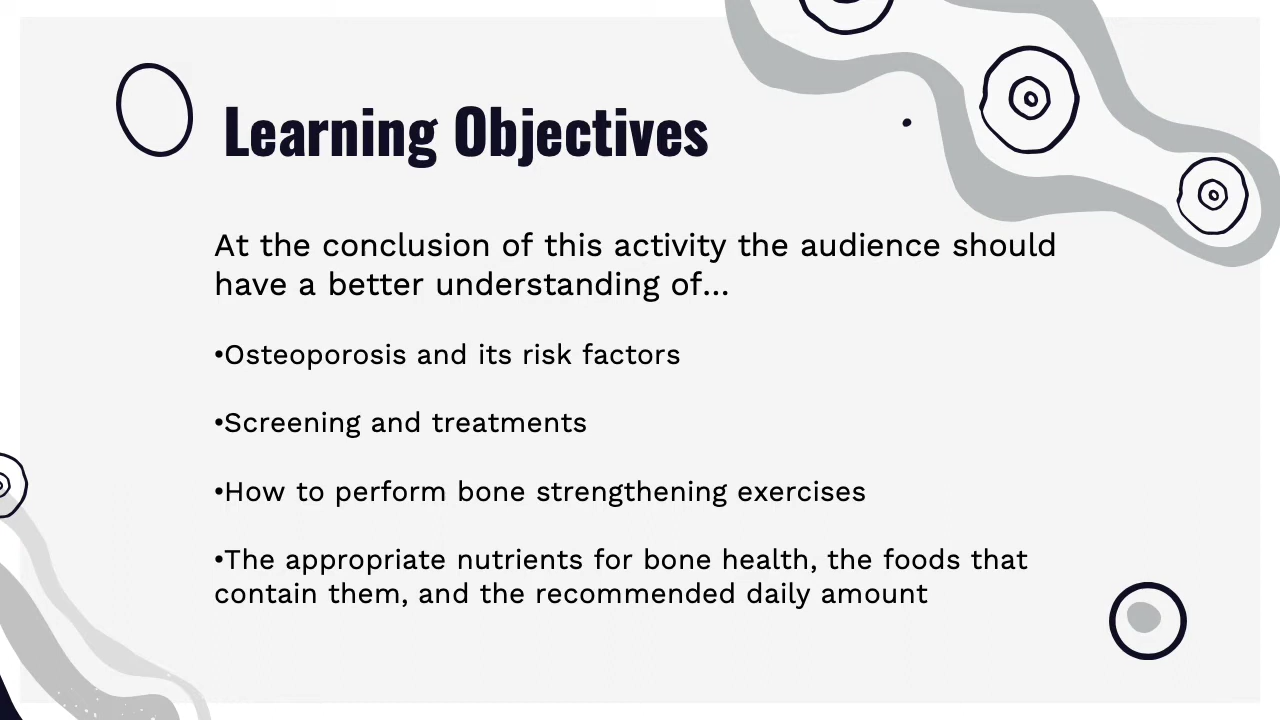 Learning Objectives
At the conclusion of this activity the audience should
have a better understanding of...
•Osteoporosis and its risk factors
•Screening and treatments
•How to perform bone strengthening exercises
•The appropriate nutrients for bone health, the foods that
contain them, and the recommended daily amount